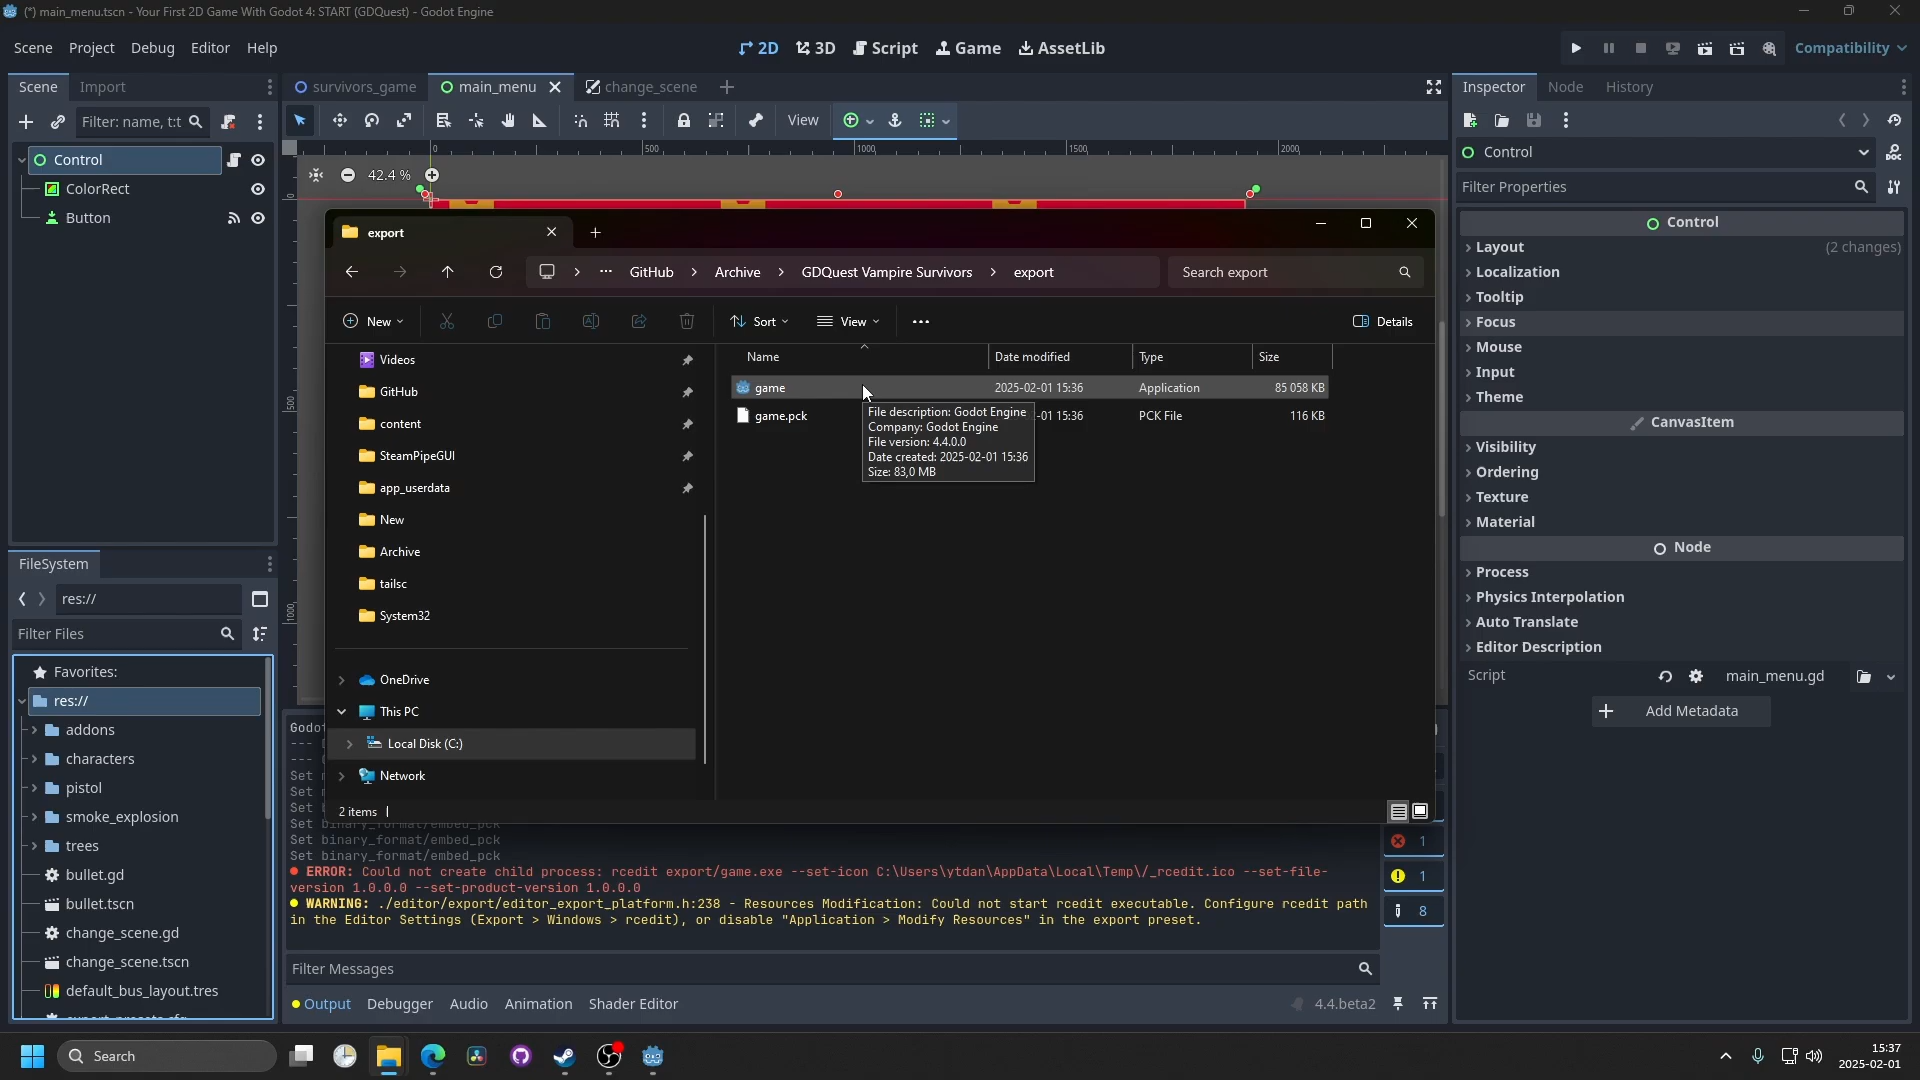 (*) main_menu.tscn - Your First 2D Game With Godot 4: START (GDQuest) - Godot Engine
Scene Project Debug Editor Help
2D 3D Script Game AssetLib
Compatibility
Scene Import
survivors_game main_menu change_scene
Inspector Node History
Filter: name, t:t
View
Control
ColorRect
Button
0 500 1000 1500 2000
42.4 %
Control
Filter Properties
Control
Layout (2 changes)
Localization
Tooltip
Focus
Mouse
Input
Theme
CanvasItem
Visibility
Ordering
Texture
Material
Node
Process
Physics Interpolation
Auto Translate
Editor Description
Script main_menu.gd
Add Metadata
0
500
1000
export
GitHub > Archive > GDQuest Vampire Survivors > export
Search export
New Sort View Details
Videos
GitHub
content
SteamPipeGUI
app_userdata
New
Archive
tailsc
System32
OneDrive
This PC
Local Disk (C:)
Network
Name Date modified Type Size
game 2025-02-01 15:36 Application 85 058 KB
game.pck -01 15:36 PCK File 116 KB
File description: Godot Engine
Company: Godot Engine
File version: 4.4.0.0
Date created: 2025-02-01 15:36
Size: 83,0 MB
2 items
FileSystem
res://
Filter Files
Favorites:
res://
addons
characters
pistol
smoke_explosion
trees
bullet.gd
bullet.tscn
change_scene.gd
change_scene.tscn
default_bus_layout.tres
Godot
---
---
Set
Set
Set
Set binary_format/embed_pck
Set binary_format/embed_pck
Set binary_format/embed_pck
ERROR: Could not create child process: rcedit export/game.exe --set-icon C:\Users\ytdan\AppData\Local\Temp\/_rcedit.ico --set-file-
version 1.0.0.0 --set-product-version 1.0.0.0
WARNING: ./editor/export/editor_export_platform.h:238 - Resources Modification: Could not start rcedit executable. Configure rcedit path
in the Editor Settings (Export > Windows > rcedit), or disable "Application > Modify Resources" in the export preset.
1
1
8
Filter Messages
Output Debugger Audio Animation Shader Editor
4.4.beta2
Search
15:37
2025-02-01